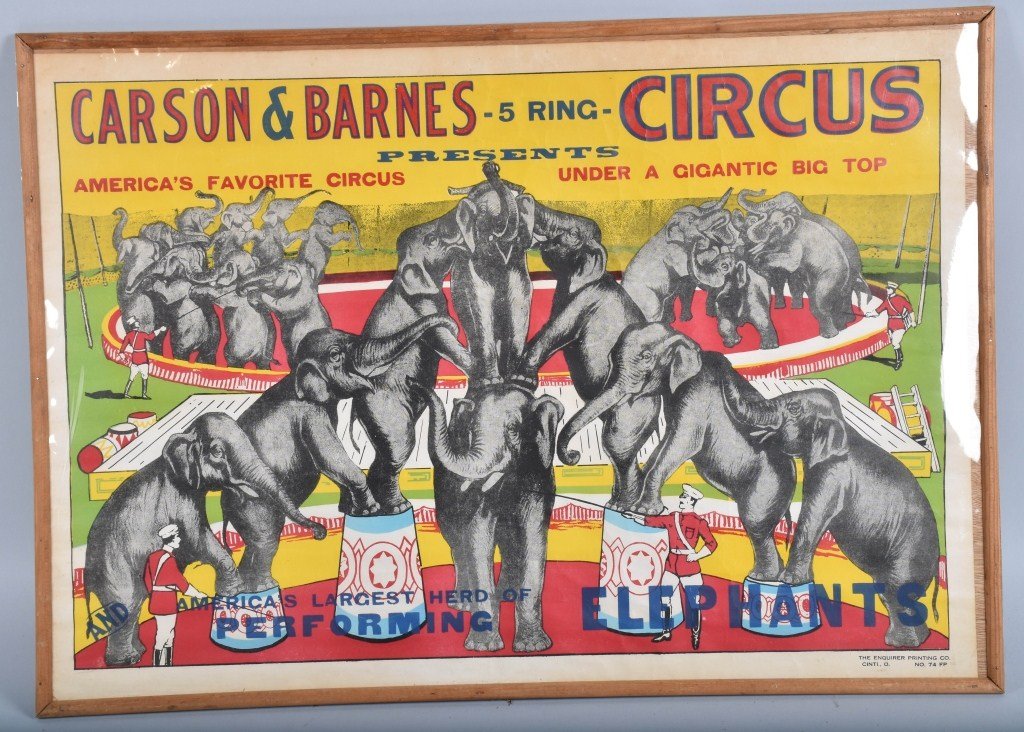 CARSON & BARNES - 5 RING - CIRCUS
PRESENTS
AMERICA'S FAVORITE CIRCUS UNDER A GIGANTIC BIG TOP
AND AMERICA'S LARGEST HERD OF
PERFORMING ELEPHANTS
THE ENQUIRER PRINTING CO.
CINTI, O. NO. 74 FP